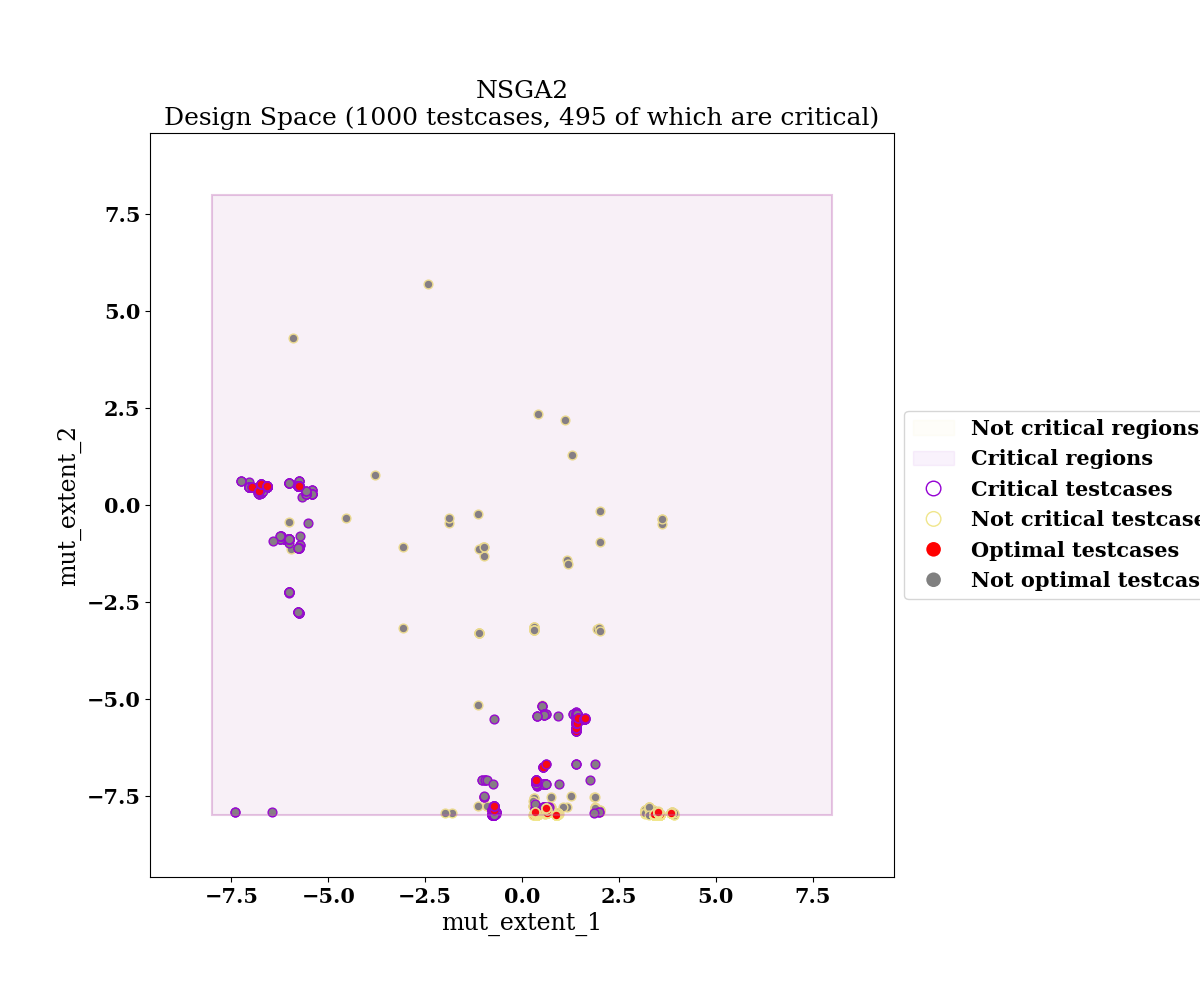 NSGA2
Design Space (1000 testcases, 495 of which are critical)
7.5
5.0
2.5
0.0
−2.5
−5.0
−7.5
mut_extent_2
−7.5
−5.0
−2.5
0.0
2.5
5.0
7.5
mut_extent_1
Not critical regions
Critical regions
Critical testcases
Not critical testcase
Optimal testcases
Not optimal testcas